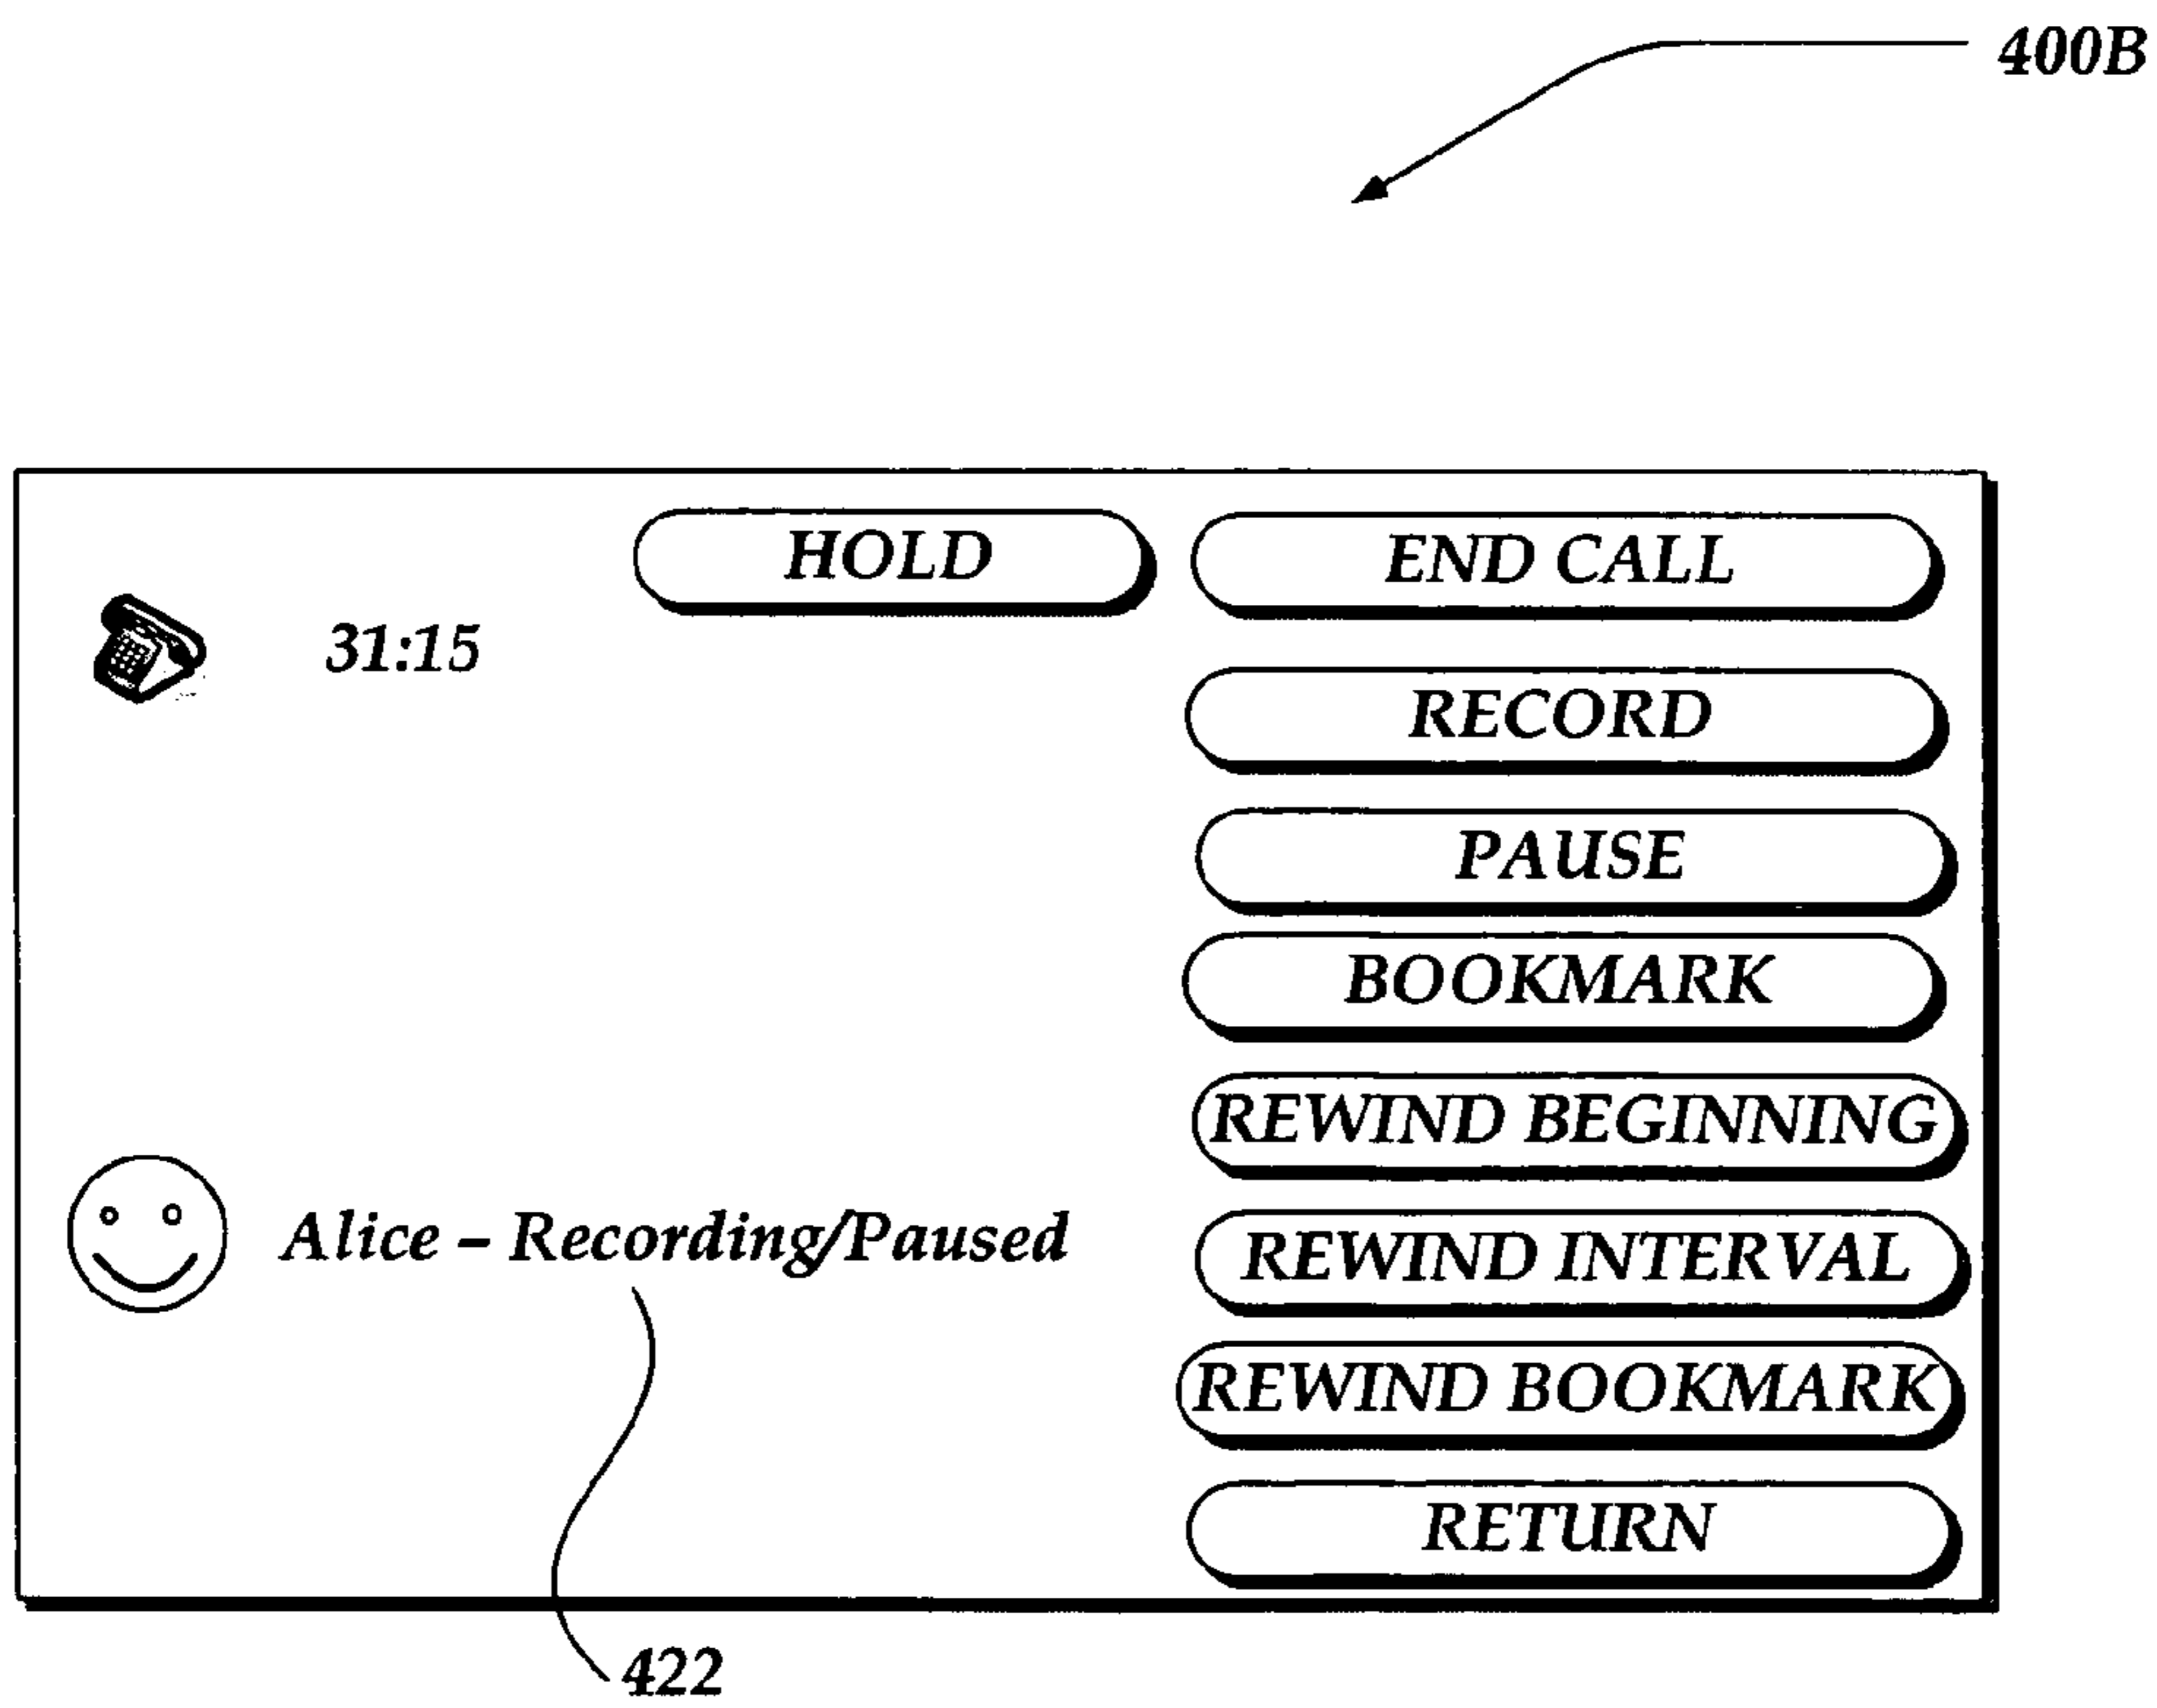 400B
HOLD
END CALL
31:15
RECORD
PAUSE
BOOKMARK
REWIND BEGINNING
Alice – Recording/Paused
REWIND INTERVAL
REWIND BOOKMARK
RETURN
422